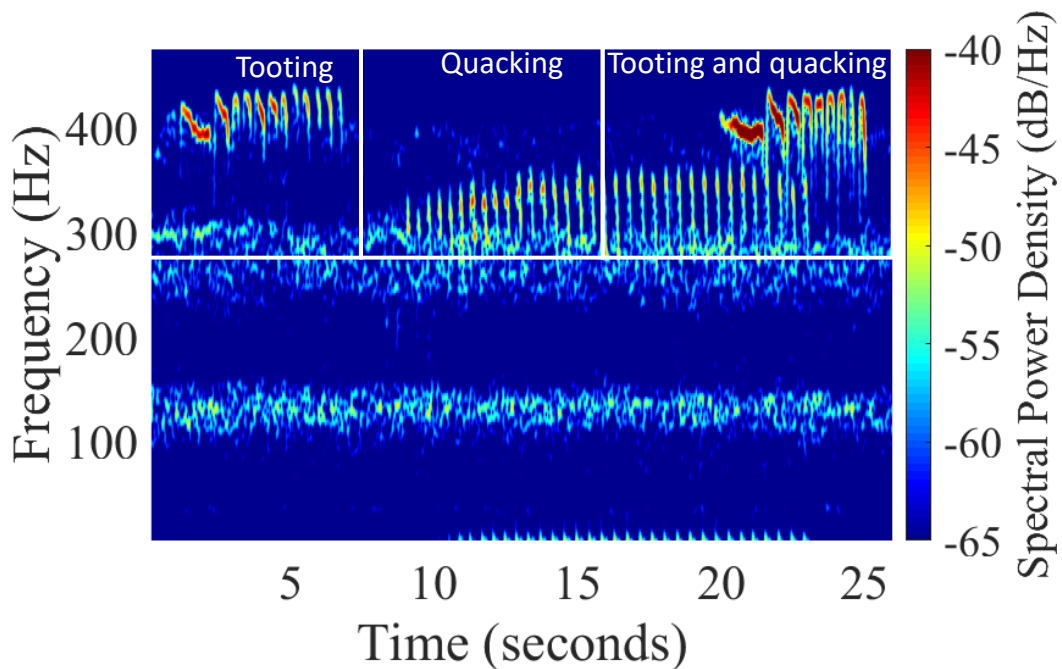 Tooting
Quacking
Tooting and quacking
Frequency (Hz)
400
300
200
100
5
10
15
20
25
Time (seconds)
-40
-45
-50
-55
-60
-65
Spectral Power Density (dB/Hz)